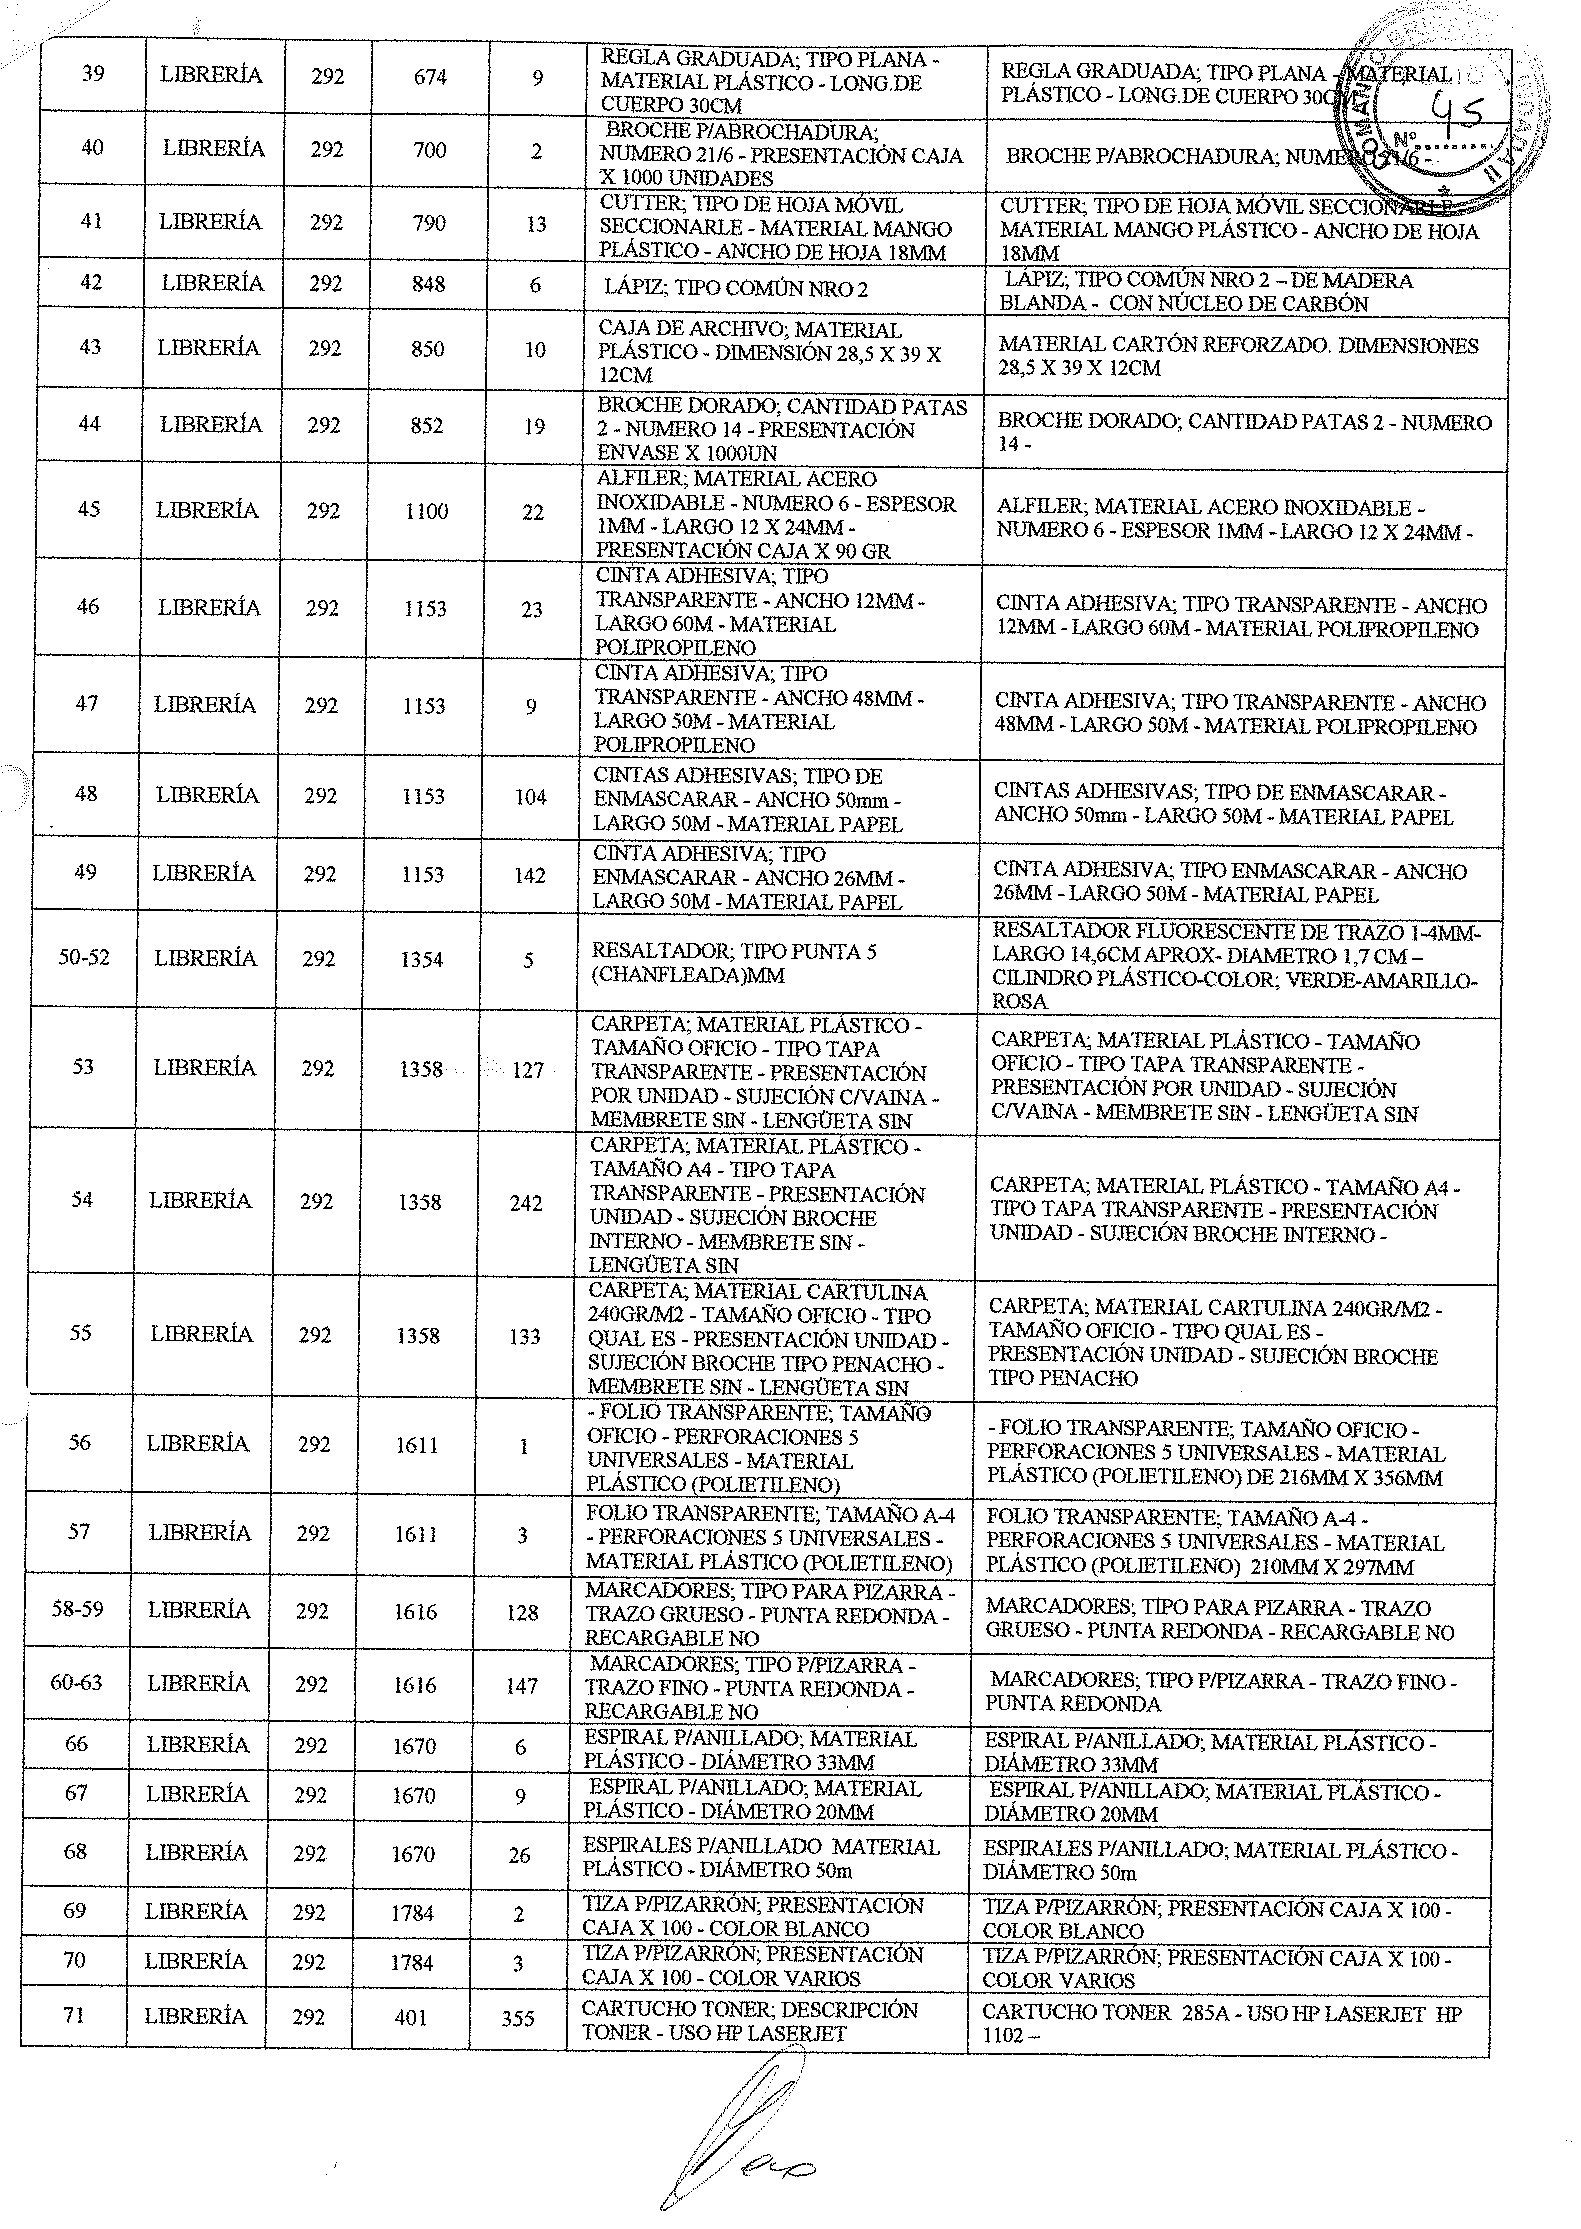 39 LIBRERÍA 292 674 9
REGLA GRADUADA; TIPO PLANA -
MATERIAL PLÁSTICO - LONG.DE
CUERPO 30CM
REGLA GRADUADA; TIPO PLANA - MATERIAL
PLÁSTICO - LONG.DE CUERPO 30CM
Nº 45
40 LIBRERÍA 292 700 2
BROCHE P/ABROCHADURA;
NUMERO 21/6 - PRESENTACIÓN CAJA
X 1000 UNIDADES
BROCHE P/ABROCHADURA; NUMERO 21/6 -
41 LIBRERÍA 292 790 13
CUTTER; TIPO DE HOJA MÓVIL
SECCIONARLE - MATERIAL MANGO
PLÁSTICO - ANCHO DE HOJA 18MM
CUTTER; TIPO DE HOJA MÓVIL SECCIONARLE
MATERIAL MANGO PLÁSTICO - ANCHO DE HOJA
18MM
42 LIBRERÍA 292 848 6
LÁPIZ; TIPO COMÚN NRO 2
LÁPIZ; TIPO COMÚN NRO 2 – DE MADERA
BLANDA - CON NÚCLEO DE CARBÓN
43 LIBRERÍA 292 850 10
CAJA DE ARCHIVO; MATERIAL
PLÁSTICO - DIMENSIÓN 28,5 X 39 X
12CM
MATERIAL CARTÓN REFORZADO. DIMENSIONES
28,5 X 39 X 12CM
44 LIBRERÍA 292 852 19
BROCHE DORADO; CANTIDAD PATAS
2 - NUMERO 14 - PRESENTACIÓN
ENVASE X 1000UN
BROCHE DORADO; CANTIDAD PATAS 2 - NUMERO
14 -
45 LIBRERÍA 292 1100 22
ALFILER; MATERIAL ACERO
INOXIDABLE - NUMERO 6 - ESPESOR
1MM - LARGO 12 X 24MM -
PRESENTACIÓN CAJA X 90 GR
ALFILER; MATERIAL ACERO INOXIDABLE -
NUMERO 6 - ESPESOR 1MM - LARGO 12 X 24MM -
46 LIBRERÍA 292 1153 23
CINTA ADHESIVA; TIPO
TRANSPARENTE - ANCHO 12MM -
LARGO 60M - MATERIAL
POLIPROPILENO
CINTA ADHESIVA; TIPO TRANSPARENTE - ANCHO
12MM - LARGO 60M - MATERIAL POLIPROPILENO
47 LIBRERÍA 292 1153 9
CINTA ADHESIVA; TIPO
TRANSPARENTE - ANCHO 48MM -
LARGO 50M - MATERIAL
POLIPROPILENO
CINTA ADHESIVA; TIPO TRANSPARENTE - ANCHO
48MM - LARGO 50M - MATERIAL POLIPROPILENO
48 LIBRERÍA 292 1153 104
CINTAS ADHESIVAS; TIPO DE
ENMASCARAR - ANCHO 50mm -
LARGO 50M - MATERIAL PAPEL
CINTAS ADHESIVAS; TIPO DE ENMASCARAR -
ANCHO 50mm - LARGO 50M - MATERIAL PAPEL
49 LIBRERÍA 292 1153 142
CINTA ADHESIVA; TIPO
ENMASCARAR - ANCHO 26MM -
LARGO 50M - MATERIAL PAPEL
CINTA ADHESIVA; TIPO ENMASCARAR - ANCHO
26MM - LARGO 50M - MATERIAL PAPEL
50-52 LIBRERÍA 292 1354 5
RESALTADOR; TIPO PUNTA 5
(CHANFLEADA)MM
RESALTADOR FLUORESCENTE DE TRAZO 1-4MM-
LARGO 14,6CM APROX- DIAMETRO 1,7 CM –
CILINDRO PLÁSTICO-COLOR; VERDE-AMARILLO-
ROSA
53 LIBRERÍA 292 1358 127
CARPETA; MATERIAL PLÁSTICO -
TAMAÑO OFICIO - TIPO TAPA
TRANSPARENTE - PRESENTACIÓN
POR UNIDAD - SUJECIÓN C/VAINA -
MEMBRETE SIN - LENGÜETA SIN
CARPETA; MATERIAL PLÁSTICO - TAMAÑO
OFICIO - TIPO TAPA TRANSPARENTE -
PRESENTACIÓN POR UNIDAD - SUJECIÓN
C/VAINA - MEMBRETE SIN - LENGÜETA SIN
54 LIBRERÍA 292 1358 242
CARPETA; MATERIAL PLÁSTICO -
TAMAÑO A4 - TIPO TAPA
TRANSPARENTE - PRESENTACIÓN
UNIDAD - SUJECIÓN BROCHE
INTERNO - MEMBRETE SIN -
LENGÜETA SIN
CARPETA; MATERIAL PLÁSTICO - TAMAÑO A4 -
TIPO TAPA TRANSPARENTE - PRESENTACIÓN
UNIDAD - SUJECIÓN BROCHE INTERNO -
55 LIBRERÍA 292 1358 133
CARPETA; MATERIAL CARTULINA
240GR/M2 - TAMAÑO OFICIO - TIPO
QUAL ES - PRESENTACIÓN UNIDAD -
SUJECIÓN BROCHE TIPO PENACHO -
MEMBRETE SIN - LENGÜETA SIN
CARPETA; MATERIAL CARTULINA 240GR/M2 -
TAMAÑO OFICIO - TIPO QUAL ES -
PRESENTACIÓN UNIDAD - SUJECIÓN BROCHE
TIPO PENACHO
56 LIBRERÍA 292 1611 1
- FOLIO TRANSPARENTE; TAMAÑO
OFICIO - PERFORACIONES 5
UNIVERSALES - MATERIAL
PLÁSTICO (POLIETILENO)
- FOLIO TRANSPARENTE; TAMAÑO OFICIO -
PERFORACIONES 5 UNIVERSALES - MATERIAL
PLÁSTICO (POLIETILENO) DE 216MM X 356MM
57 LIBRERÍA 292 1611 3
FOLIO TRANSPARENTE; TAMAÑO A-4
- PERFORACIONES 5 UNIVERSALES -
MATERIAL PLÁSTICO (POLIETILENO)
FOLIO TRANSPARENTE; TAMAÑO A-4 -
PERFORACIONES 5 UNIVERSALES - MATERIAL
PLÁSTICO (POLIETILENO) 210MM X 297MM
58-59 LIBRERÍA 292 1616 128
MARCADORES; TIPO PARA PIZARRA -
TRAZO GRUESO - PUNTA REDONDA -
RECARGABLE NO
MARCADORES; TIPO PARA PIZARRA - TRAZO
GRUESO - PUNTA REDONDA - RECARGABLE NO
60-63 LIBRERÍA 292 1616 147
MARCADORES; TIPO P/PIZARRA -
TRAZO FINO - PUNTA REDONDA -
RECARGABLE NO
MARCADORES; TIPO P/PIZARRA - TRAZO FINO -
PUNTA REDONDA
66 LIBRERÍA 292 1670 6
ESPIRAL P/ANILLADO; MATERIAL
PLÁSTICO - DIÁMETRO 33MM
ESPIRAL P/ANILLADO; MATERIAL PLÁSTICO -
DIÁMETRO 33MM
67 LIBRERÍA 292 1670 9
ESPIRAL P/ANILLADO; MATERIAL
PLÁSTICO - DIÁMETRO 20MM
ESPIRAL P/ANILLADO; MATERIAL PLÁSTICO -
DIÁMETRO 20MM
68 LIBRERÍA 292 1670 26
ESPIRALES P/ANILLADO MATERIAL
PLÁSTICO - DIÁMETRO 50m
ESPIRALES P/ANILLADO; MATERIAL PLÁSTICO -
DIÁMETRO 50m
69 LIBRERÍA 292 1784 2
TIZA P/PIZARRÓN; PRESENTACIÓN
CAJA X 100 - COLOR BLANCO
TIZA P/PIZARRÓN; PRESENTACIÓN CAJA X 100 -
COLOR BLANCO
70 LIBRERÍA 292 1784 3
TIZA P/PIZARRÓN; PRESENTACIÓN
CAJA X 100 - COLOR VARIOS
TIZA P/PIZARRÓN; PRESENTACIÓN CAJA X 100 -
COLOR VARIOS
71 LIBRERÍA 292 401 355
CARTUCHO TONER; DESCRIPCIÓN
TONER - USO HP LASERJET
CARTUCHO TONER 285A - USO HP LASERJET HP
1102 –